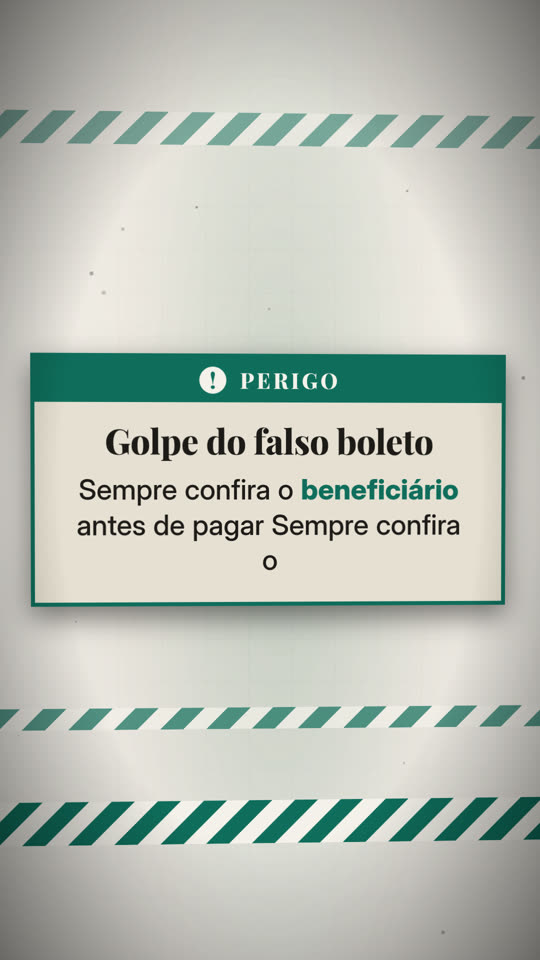 ! PERIGO
Golpe do falso boleto
Sempre confira o beneficiário
antes de pagar Sempre confira
o